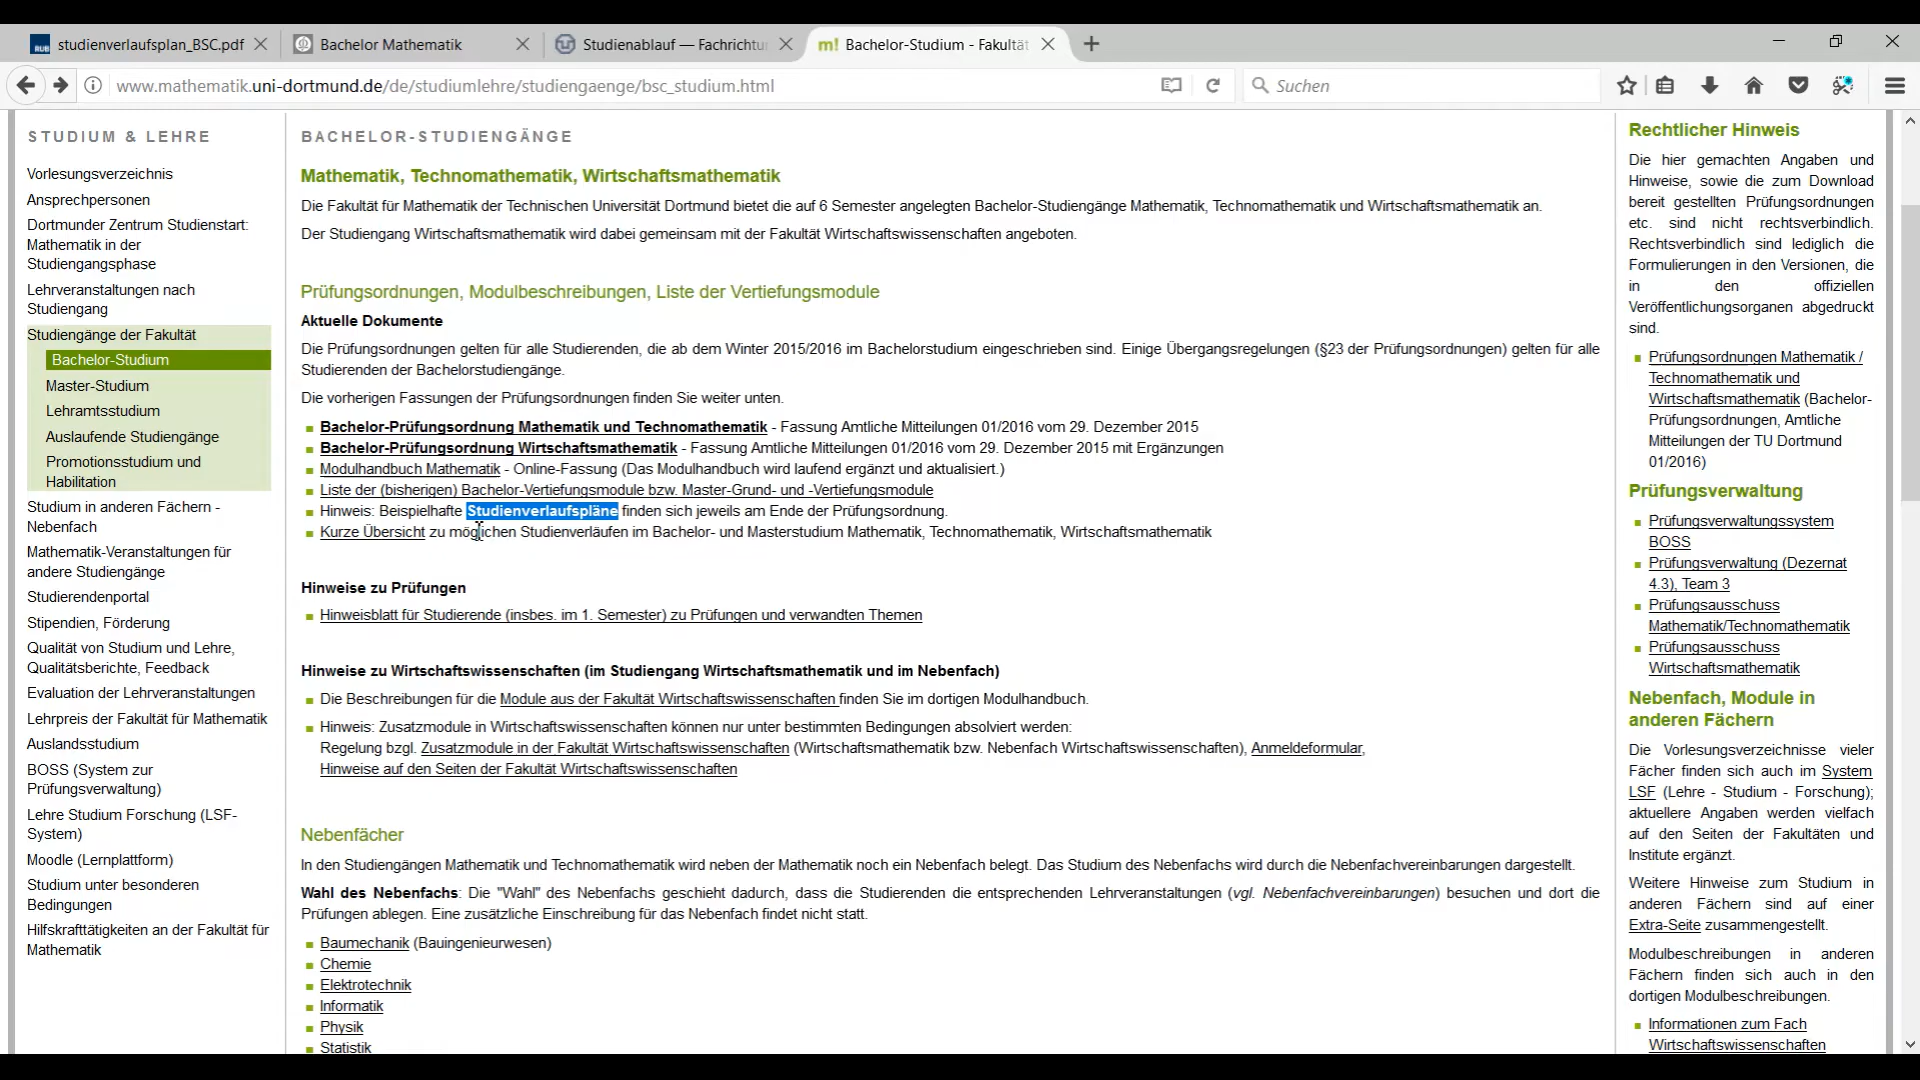 studienverlaufsplan_BSC.pdf
Bachelor Mathematik
Studienablauf — Fachrichtu
Bachelor-Studium - Fakultät
www.mathematik.uni-dortmund.de/de/studiumlehre/studiengaenge/bsc_studium.html
Suchen
STUDIUM & LEHRE
Vorlesungsverzeichnis
Ansprechpersonen
Dortmunder Zentrum Studienstart:
Mathematik in der
Studiengangsphase
Lehrveranstaltungen nach
Studiengang
Studiengänge der Fakultät
Bachelor-Studium
Master-Studium
Lehramtsstudium
Auslaufende Studiengänge
Promotionsstudium und
Habilitation
Studium in anderen Fächern -
Nebenfach
Mathematik-Veranstaltungen für
andere Studiengänge
Studierendenportal
Stipendien, Förderung
Qualität von Studium und Lehre,
Qualitätsberichte, Feedback
Evaluation der Lehrveranstaltungen
Lehrpreis der Fakultät für Mathematik
Auslandsstudium
BOSS (System zur
Prüfungsverwaltung)
Lehre Studium Forschung (LSF-
System)
Moodle (Lernplattform)
Studium unter besonderen
Bedingungen
Hilfskrafttätigkeiten an der Fakultät für
Mathematik
BACHELOR-STUDIENGÄNGE
Mathematik, Technomathematik, Wirtschaftsmathematik
Die Fakultät für Mathematik der Technischen Universität Dortmund bietet die auf 6 Semester angelegten Bachelor-Studiengänge Mathematik, Technomathematik und Wirtschaftsmathematik an.
Der Studiengang Wirtschaftsmathematik wird dabei gemeinsam mit der Fakultät Wirtschaftswissenschaften angeboten.
Prüfungsordnungen, Modulbeschreibungen, Liste der Vertiefungsmodule
Aktuelle Dokumente
Die Prüfungsordnungen gelten für alle Studierenden, die ab dem Winter 2015/2016 im Bachelorstudium eingeschrieben sind. Einige Übergangsregelungen (§23 der Prüfungsordnungen) gelten für alle
Studierenden der Bachelorstudiengänge.
Die vorherigen Fassungen der Prüfungsordnungen finden Sie weiter unten.
Bachelor-Prüfungsordnung Mathematik und Technomathematik - Fassung Amtliche Mitteilungen 01/2016 vom 29. Dezember 2015
Bachelor-Prüfungsordnung Wirtschaftsmathematik - Fassung Amtliche Mitteilungen 01/2016 vom 29. Dezember 2015 mit Ergänzungen
Modulhandbuch Mathematik - Online-Fassung (Das Modulhandbuch wird laufend ergänzt und aktualisiert.)
Liste der (bisherigen) Bachelor-Vertiefungsmodule bzw. Master-Grund- und -Vertiefungsmodule
Hinweis: Beispielhafte Studienverlaufspläne finden sich jeweils am Ende der Prüfungsordnung.
Kurze Übersicht zu möglichen Studienverläufen im Bachelor- und Masterstudium Mathematik, Technomathematik, Wirtschaftsmathematik
Hinweise zu Prüfungen
Hinweisblatt für Studierende (insbes. im 1. Semester) zu Prüfungen und verwandten Themen
Hinweise zu Wirtschaftswissenschaften (im Studiengang Wirtschaftsmathematik und im Nebenfach)
Die Beschreibungen für die Module aus der Fakultät Wirtschaftswissenschaften finden Sie im dortigen Modulhandbuch.
Hinweis: Zusatzmodule in Wirtschaftswissenschaften können nur unter bestimmten Bedingungen absolviert werden:
Regelung bzgl. Zusatzmodule in der Fakultät Wirtschaftswissenschaften (Wirtschaftsmathematik bzw. Nebenfach Wirtschaftswissenschaften), Anmeldeformular,
Hinweise auf den Seiten der Fakultät Wirtschaftswissenschaften
Nebenfächer
In den Studiengängen Mathematik und Technomathematik wird neben der Mathematik noch ein Nebenfach belegt. Das Studium des Nebenfachs wird durch die Nebenfachvereinbarungen dargestellt.
Wahl des Nebenfachs: Die "Wahl" des Nebenfachs geschieht dadurch, dass die Studierenden die entsprechenden Lehrveranstaltungen (vgl. Nebenfachvereinbarungen) besuchen und dort die
Prüfungen ablegen. Eine zusätzliche Einschreibung für das Nebenfach findet nicht statt.
Baumechanik (Bauingenieurwesen)
Chemie
Elektrotechnik
Informatik
Physik
Statistik
Rechtlicher Hinweis
Die hier gemachten Angaben und
Hinweise, sowie die zum Download
bereit gestellten Prüfungsordnungen
etc. sind nicht rechtsverbindlich.
Rechtsverbindlich sind lediglich die
Formulierungen in den Versionen, die
in den offiziellen
Veröffentlichungsorganen abgedruckt
sind.
Prüfungsordnungen Mathematik /
Technomathematik und
Wirtschaftsmathematik (Bachelor-
Prüfungsordnungen, Amtliche
Mitteilungen der TU Dortmund
01/2016)
Prüfungsverwaltung
Prüfungsverwaltungssystem
BOSS
Prüfungsverwaltung (Dezernat
4.3), Team 3
Prüfungsausschuss
Mathematik/Technomathematik
Prüfungsausschuss
Wirtschaftsmathematik
Nebenfach, Module in
anderen Fächern
Die Vorlesungsverzeichnisse vieler
Fächer finden sich auch im System
LSF (Lehre - Studium - Forschung);
aktuellere Angaben werden vielfach
auf den Seiten der Fakultäten und
Institute ergänzt.
Weitere Hinweise zum Studium in
anderen Fächern sind auf einer
Extra-Seite zusammengestellt.
Modulbeschreibungen in anderen
Fächern finden sich auch in den
dortigen Modulbeschreibungen.
Informationen zum Fach
Wirtschaftswissenschaften